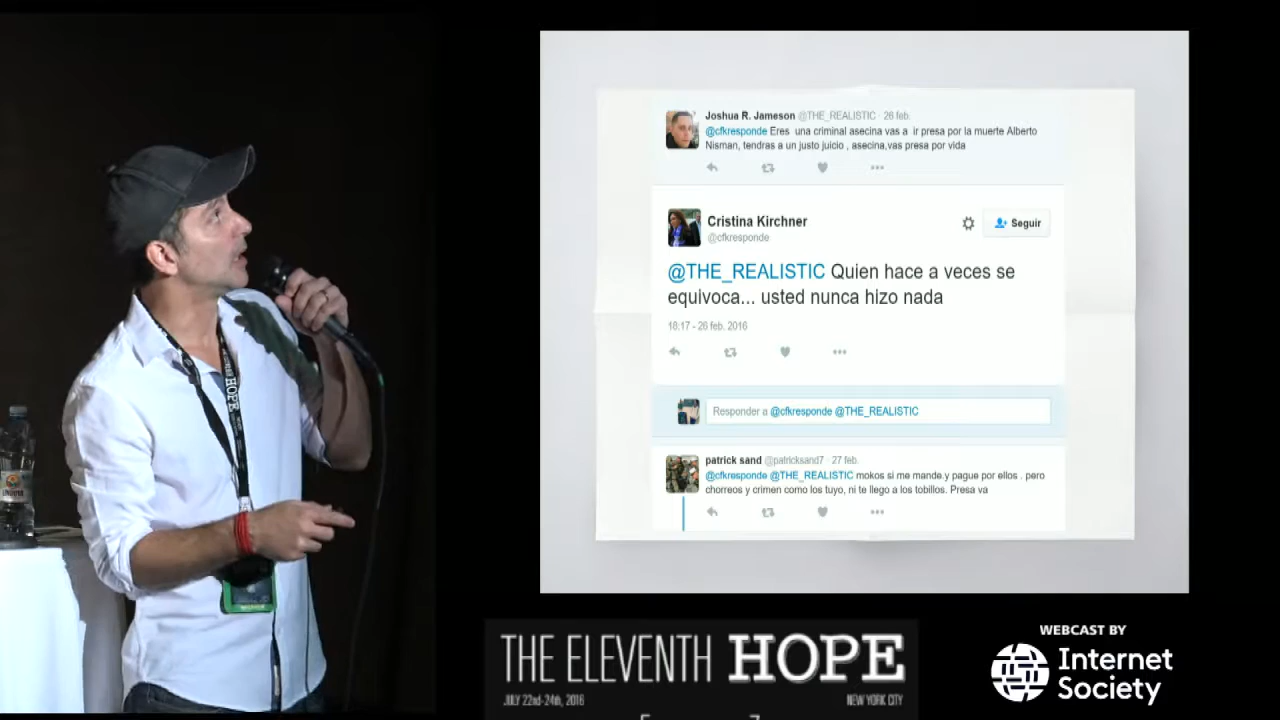 Joshua R. Jameson @THE_REALISTIC · 26 feb.
@cfkresponde Eres una criminal asecina vas a ir presa por la muerte Alberto
Nisman, tendras a un justo juicio , asecina,vas presa por vida
Cristina Kirchner
@cfkresponde
Seguir
@THE_REALISTIC Quien hace a veces se
equivoca... usted nunca hizo nada
18:17 - 26 feb. 2016
Responder a @cfkresponde @THE_REALISTIC
patrick sand @patricksand7 · 27 feb.
@cfkresponde @THE_REALISTIC mokos si me mande.y pague por ellos . pero
chorreos y crimen como los tuyo, ni te llego a los tobillos. Presa va
HOPE
THE ELEVENTH HOPE
JULY 22nd-24th, 2016 NEW YORK CITY
WEBCAST BY
Internet
Society